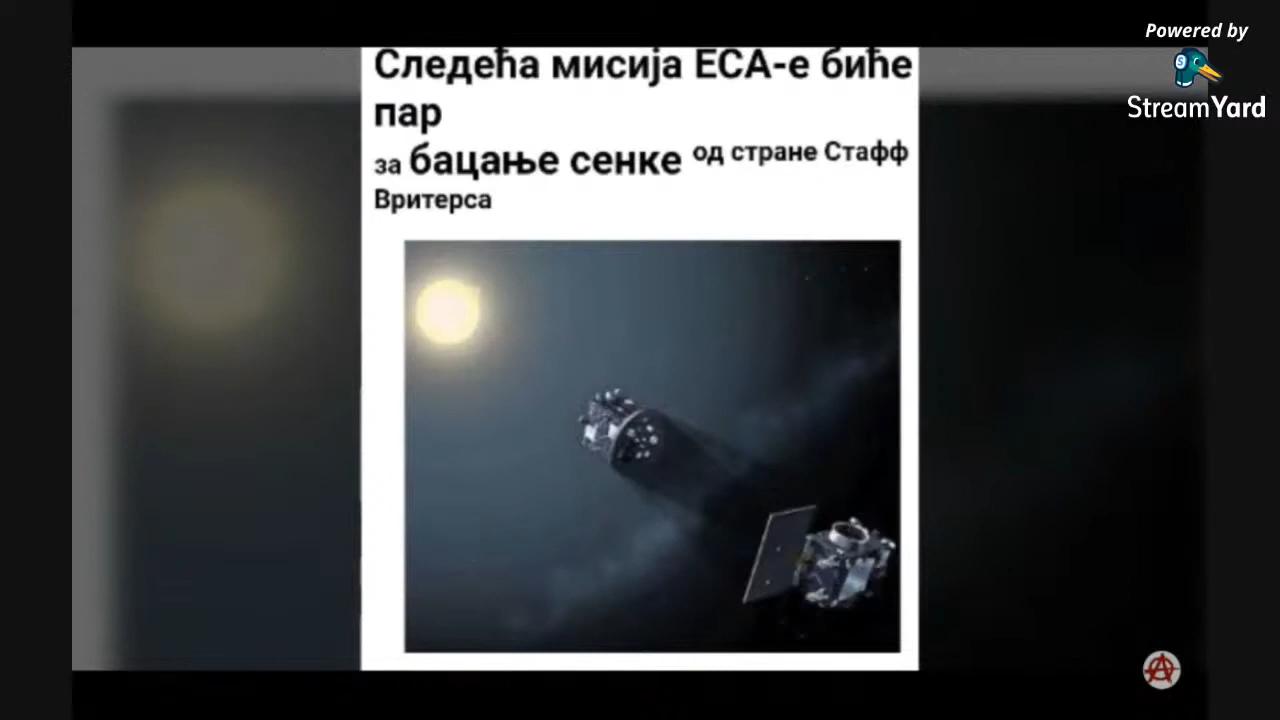 Powered by
StreamYard
Следећа мисија ЕСА-е биће
пар
за бацање сенке од стране Стафф
Вритерса